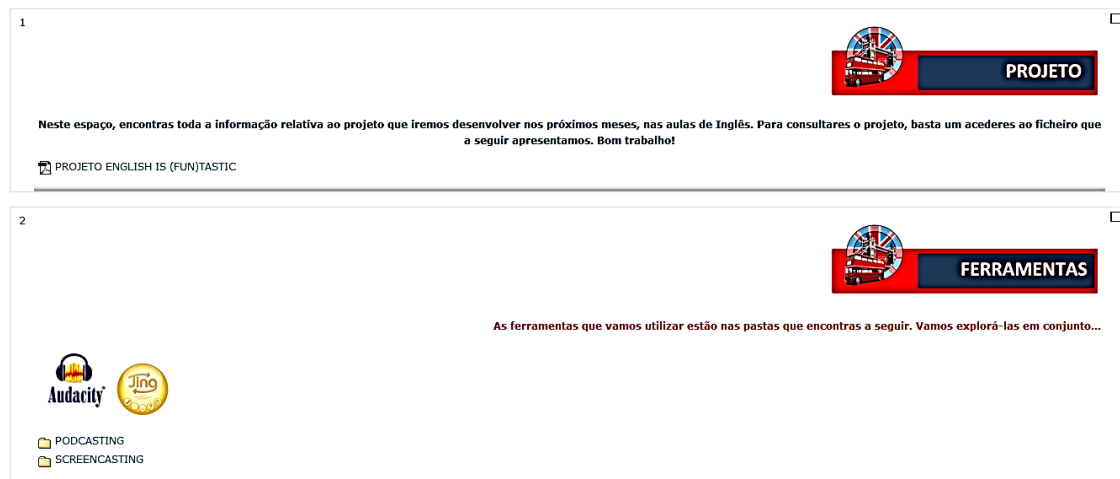 1
PROJETO
Neste espaço, encontras toda a informação relativa ao projeto que iremos desenvolver nos próximos meses, nas aulas de Inglês. Para consultares o projeto, basta um acederes ao ficheiro que
a seguir apresentamos. Bom trabalho!
PROJETO ENGLISH IS (FUN)TASTIC
2
FERRAMENTAS
As ferramentas que vamos utilizar estão nas pastas que encontras a seguir. Vamos explorá-las em conjunto...
Audacity
Jing
PODCASTING
SCREENCASTING